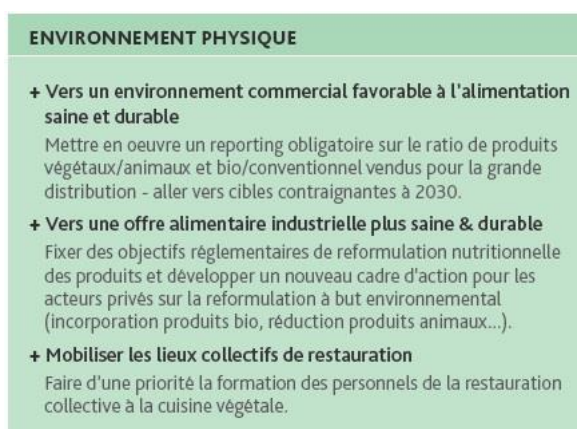 ENVIRONNEMENT PHYSIQUE
+ Vers un environnement commercial favorable à l'alimentation
saine et durable
Mettre en oeuvre un reporting obligatoire sur le ratio de produits
végétaux/animaux et bio/conventionnel vendus pour la grande
distribution - aller vers cibles contraignantes à 2030.
+ Vers une offre alimentaire industrielle plus saine & durable
Fixer des objectifs réglementaires de reformulation nutritionnelle
des produits et développer un nouveau cadre d'action pour les
acteurs privés sur la reformulation à but environnemental
(incorporation produits bio, réduction produits animaux...).
+ Mobiliser les lieux collectifs de restauration
Faire d'une priorité la formation des personnels de la restauration
collective à la cuisine végétale.